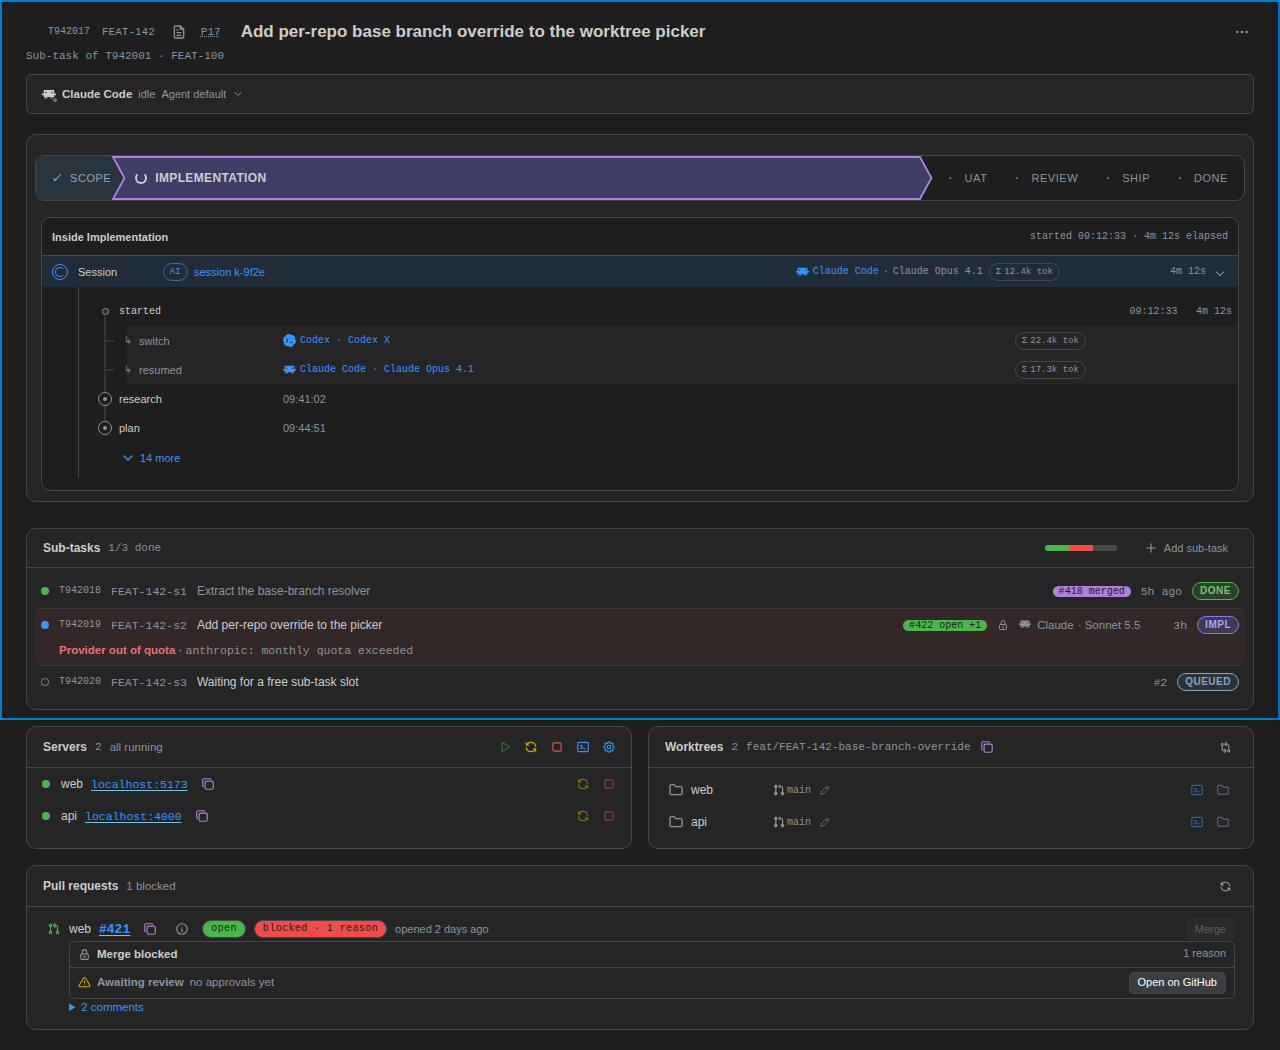 T942017 FEAT-142 P17 Add per-repo base branch override to the worktree picker
Sub-task of T942001 · FEAT-100
Claude Code idle Agent default
SCOPE IMPLEMENTATION · UAT · REVIEW · SHIP · DONE
Inside Implementation started 09:12:33 · 4m 12s elapsed
Session AI session k-9f2e Claude Code · Claude Opus 4.1 Σ 12.4k tok 4m 12s
started 09:12:33 4m 12s
↳ switch Codex · Codex X Σ 22.4k tok
↳ resumed Claude Code · Claude Opus 4.1 Σ 17.3k tok
research 09:41:02
plan 09:44:51
14 more
Sub-tasks 1/3 done Add sub-task
T942018 FEAT-142-s1 Extract the base-branch resolver #418 merged 5h ago DONE
T942019 FEAT-142-s2 Add per-repo override to the picker #422 open +1 Claude · Sonnet 5.5 3h IMPL
Provider out of quota · anthropic: monthly quota exceeded
T942020 FEAT-142-s3 Waiting for a free sub-task slot #2 QUEUED
Servers 2 all running
web localhost:5173
api localhost:4000
Worktrees 2 feat/FEAT-142-base-branch-override
web main
api main
Pull requests 1 blocked
web #421 open blocked · 1 reason opened 2 days ago Merge
Merge blocked 1 reason
Awaiting review no approvals yet Open on GitHub
2 comments